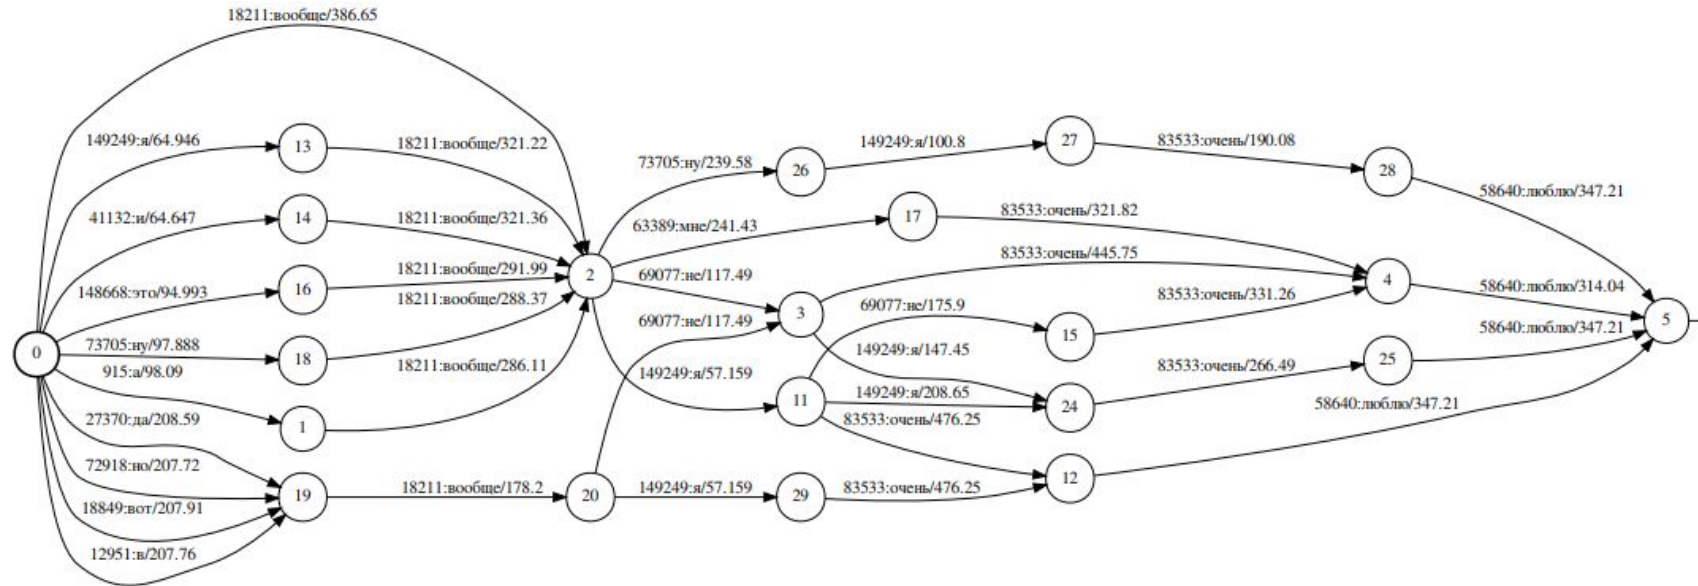 18211:вообще/386.65
149249:я/64.946
13
18211:вообще/321.22
41132:и/64.647
14
18211:вообще/321.36
148668:это/94.993
16
18211:вообще/291.99
0
73705:ну/97.888
18
18211:вообще/288.37
915:а/98.09
1
18211:вообще/286.11
27370:да/208.59
72918:но/207.72
18849:вот/207.91
12951:в/207.76
19
18211:вообще/178.2
20
2
73705:ну/239.58
26
149249:я/100.8
27
83533:очень/190.08
28
58640:люблю/347.21
63389:мне/241.43
17
83533:очень/321.82
69077:не/117.49
3
83533:очень/445.75
4
58640:люблю/314.04
5
69077:не/117.49
69077:не/175.9
15
83533:очень/331.26
149249:я/147.45
149249:я/57.159
11
149249:я/208.65
24
83533:очень/266.49
25
58640:люблю/347.21
83533:очень/476.25
12
58640:люблю/347.21
149249:я/57.159
29
83533:очень/476.25